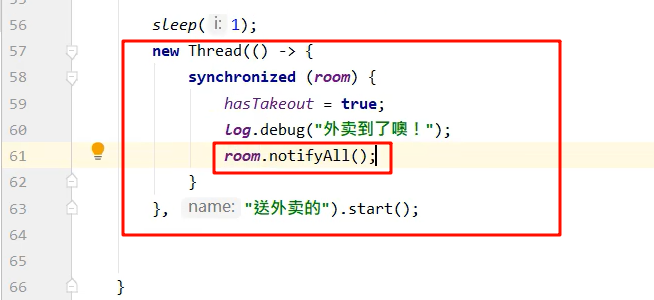 56 sleep( i: 1);
57 new Thread(() -> {
58 synchronized (room) {
59 hasTakeout = true;
60 log.debug("外卖到了噢！");
61 room.notifyAll();
62 }
63 }, name: "送外卖的").start();
64
65
66 }